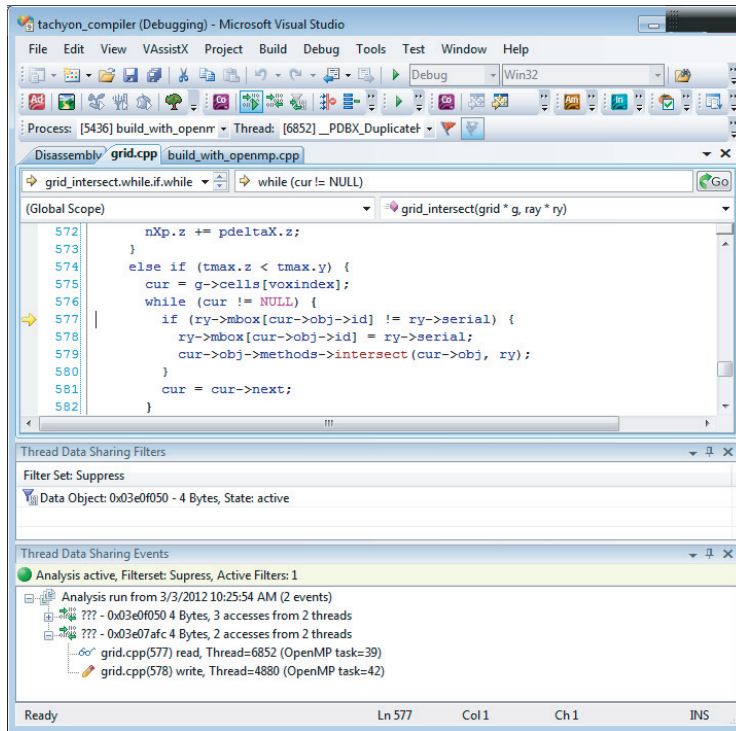 tachyon_compiler (Debugging) - Microsoft Visual Studio
File Edit View VAssistX Project Build Debug Tools Test Window Help
Debug Win32
Process: [5436] build_with_openm Thread: [6852] __PDBX_Duplicatel
Disassembly grid.cpp build_with_openmp.cpp
grid_intersect.while.if.while while (cur != NULL) Go
(Global Scope) grid_intersect(grid * g, ray * ry)
572 nXp.z += pdeltaX.z;
573 }
574 else if (tmax.z < tmax.y) {
575 cur = g->cells[voxindex];
576 while (cur != NULL) {
577 if (ry->mbox[cur->obj->id] != ry->serial) {
578 ry->mbox[cur->obj->id] = ry->serial;
579 cur->obj->methods->intersect(cur->obj, ry);
580 }
581 cur = cur->next;
582 }
Thread Data Sharing Filters
Filter Set: Suppress
Data Object: 0x03e0f050 - 4 Bytes, State: active
Thread Data Sharing Events
Analysis active, Filterset: Supress, Active Filters: 1
Analysis run from 3/3/2012 10:25:54 AM (2 events)
??? - 0x03e0f050 4 Bytes, 3 accesses from 2 threads
??? - 0x03e07afc 4 Bytes, 2 accesses from 2 threads
grid.cpp(577) read, Thread=6852 (OpenMP task=39)
grid.cpp(578) write, Thread=4880 (OpenMP task=42)
Ready Ln 577 Col 1 Ch 1 INS